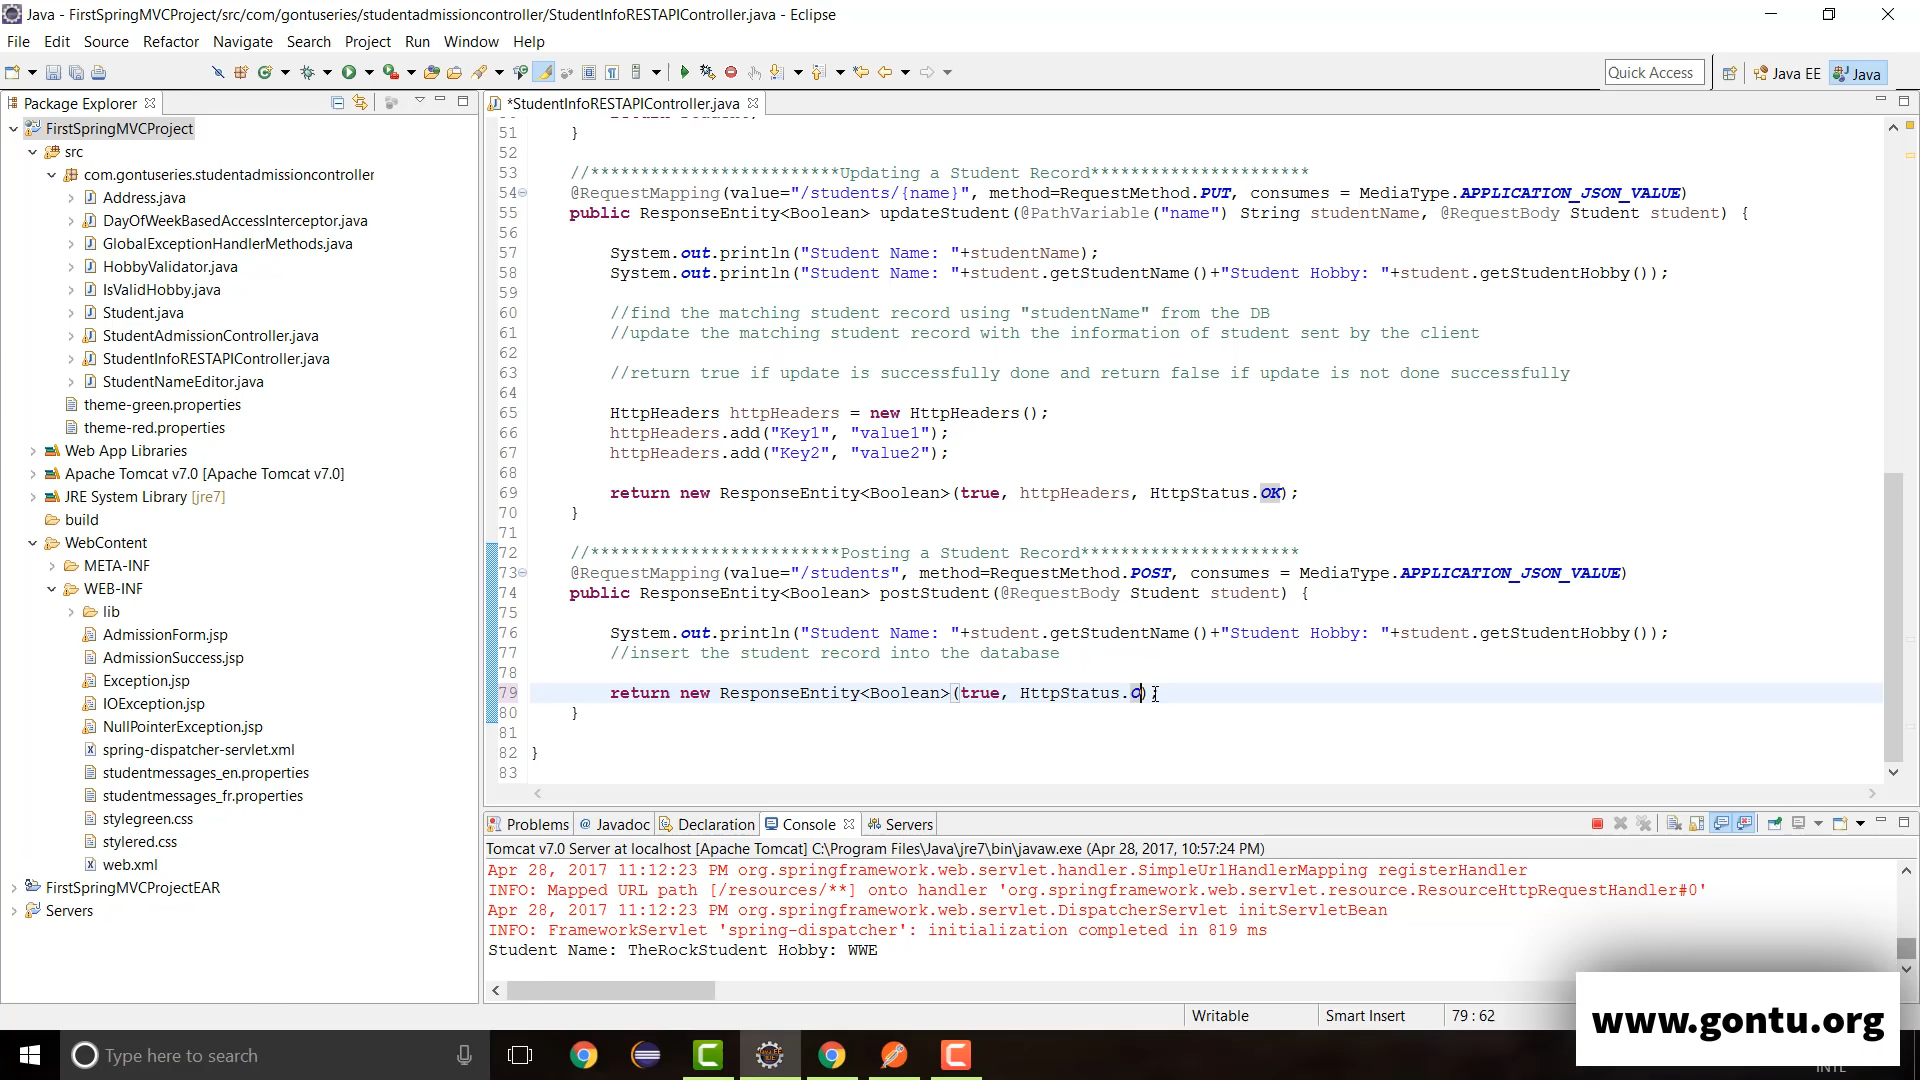 Java - FirstSpringMVCProject/src/com/gontuseries/studentadmissioncontroller/StudentInfoRESTAPIController.java - Eclipse
File Edit Source Refactor Navigate Search Project Run Window Help
Quick Access Java EE Java
Package Explorer
FirstSpringMVCProject
src
com.gontuseries.studentadmissioncontroller
Address.java
DayOfWeekBasedAccessInterceptor.java
GlobalExceptionHandlerMethods.java
HobbyValidator.java
IsValidHobby.java
Student.java
StudentAdmissionController.java
StudentInfoRESTAPIController.java
StudentNameEditor.java
theme-green.properties
theme-red.properties
Web App Libraries
Apache Tomcat v7.0 [Apache Tomcat v7.0]
JRE System Library [jre7]
build
WebContent
META-INF
WEB-INF
lib
AdmissionForm.jsp
AdmissionSuccess.jsp
Exception.jsp
IOException.jsp
NullPointerException.jsp
spring-dispatcher-servlet.xml
studentmessages_en.properties
studentmessages_fr.properties
stylegreen.css
stylered.css
web.xml
FirstSpringMVCProjectEAR
Servers
*StudentInfoRESTAPIController.java
51 }
52
53 //*************************Updating a Student Record**********************
54 @RequestMapping(value="/students/{name}", method=RequestMethod.PUT, consumes = MediaType.APPLICATION_JSON_VALUE)
55 public ResponseEntity<Boolean> updateStudent(@PathVariable("name") String studentName, @RequestBody Student student) {
56
57 System.out.println("Student Name: "+studentName);
58 System.out.println("Student Name: "+student.getStudentName()+"Student Hobby: "+student.getStudentHobby());
59
60 //find the matching student record using "studentName" from the DB
61 //update the matching student record with the information of student sent by the client
62
63 //return true if update is successfully done and return false if update is not done successfully
64
65 HttpHeaders httpHeaders = new HttpHeaders();
66 httpHeaders.add("Key1", "value1");
67 httpHeaders.add("Key2", "value2");
68
69 return new ResponseEntity<Boolean>(true, httpHeaders, HttpStatus.OK);
70 }
71
72 //*************************Posting a Student Record**********************
73 @RequestMapping(value="/students", method=RequestMethod.POST, consumes = MediaType.APPLICATION_JSON_VALUE)
74 public ResponseEntity<Boolean> postStudent(@RequestBody Student student) {
75
76 System.out.println("Student Name: "+student.getStudentName()+"Student Hobby: "+student.getStudentHobby());
77 //insert the student record into the database
78
79 return new ResponseEntity<Boolean>(true, HttpStatus.O);
80 }
81
82 }
83
Problems @ Javadoc Declaration Console Servers
Tomcat v7.0 Server at localhost [Apache Tomcat] C:\Program Files\Java\jre7\bin\javaw.exe (Apr 28, 2017, 10:57:24 PM)
Apr 28, 2017 11:12:23 PM org.springframework.web.servlet.handler.SimpleUrlHandlerMapping registerHandler
INFO: Mapped URL path [/resources/**] onto handler 'org.springframework.web.servlet.resource.ResourceHttpRequestHandler#0'
Apr 28, 2017 11:12:23 PM org.springframework.web.servlet.DispatcherServlet initServletBean
INFO: FrameworkServlet 'spring-dispatcher': initialization completed in 819 ms
Student Name: TheRockStudent Hobby: WWE
Writable Smart Insert 79 : 62
www.gontu.org
Type here to search